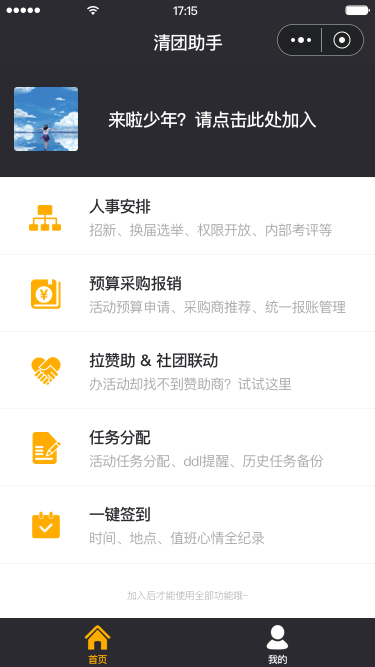 17:15
清团助手
来啦少年？请点击此处加入
人事安排
招新、换届选举、权限开放、内部考评等
预算采购报销
活动预算申请、采购商推荐、统一报账管理
拉赞助 & 社团联动
办活动却找不到赞助商？试试这里
任务分配
活动任务分配、ddl提醒、历史任务备份
一键签到
时间、地点、值班心情全纪录
加入后才能使用全部功能哦~
首页
我的